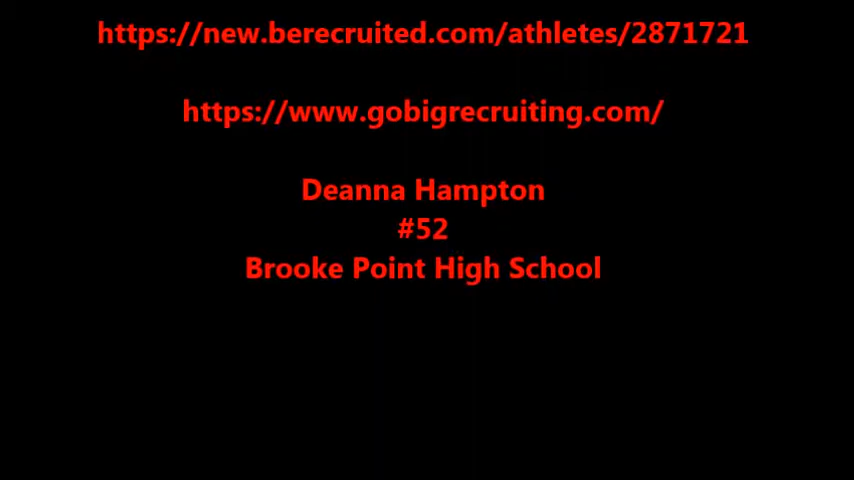 https://new.berecruited.com/athletes/2871721
https://www.gobigrecruiting.com/
Deanna Hampton
#52
Brooke Point High School